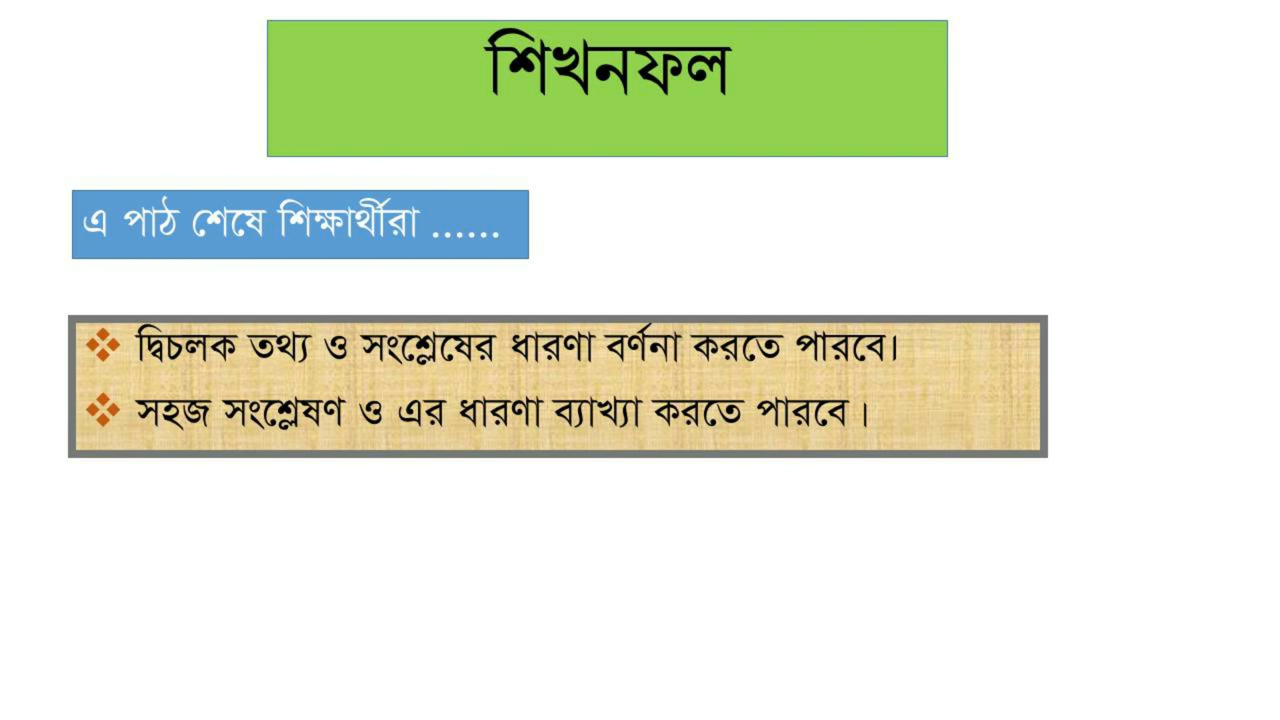 শিখনফল
এ পাঠ শেষে শিক্ষার্থীরা ......
❖ দ্বিচলক তথ্য ও সংশ্লেষের ধারণা বর্ণনা করতে পারবে।
❖ সহজ সংশ্লেষণ ও এর ধারণা ব্যাখ্যা করতে পারবে ।